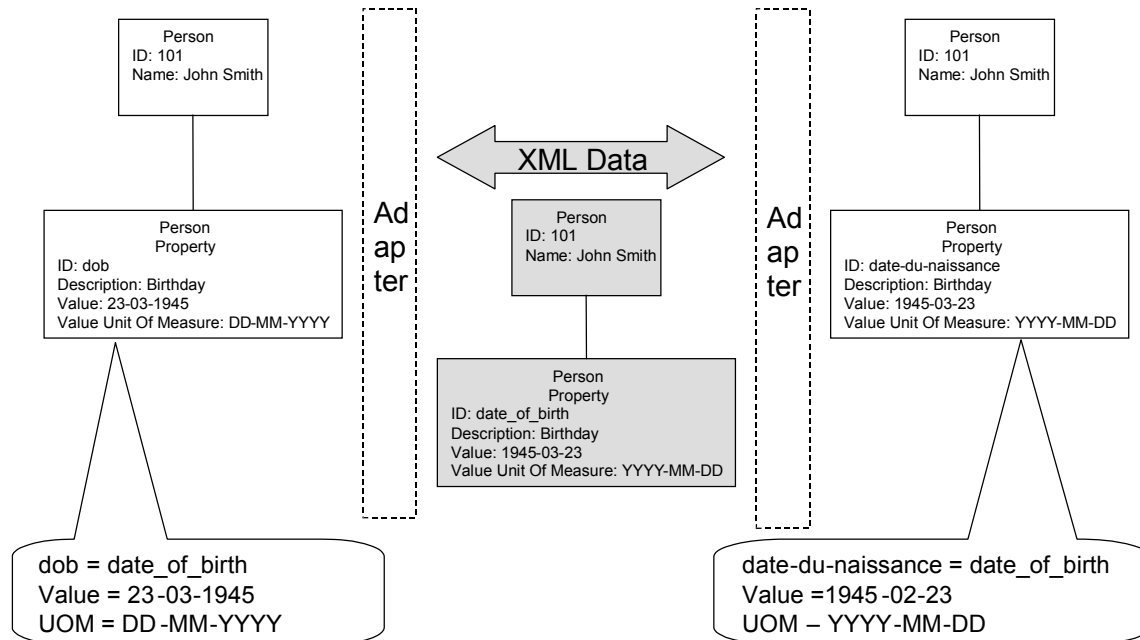 Person
ID: 101
Name: John Smith
Person
Property
ID: dob
Description: Birthday
Value: 23-03-1945
Value Unit Of Measure: DD-MM-YYYY
dob = date_of_birth
Value = 23-03-1945
UOM = DD-MM-YYYY
Ad
ap
ter
XML Data
Person
ID: 101
Name: John Smith
Person
Property
ID: date_of_birth
Description: Birthday
Value: 1945-03-23
Value Unit Of Measure: YYYY-MM-DD
Ad
ap
ter
Person
ID: 101
Name: John Smith
Person
Property
ID: date-du-naissance
Description: Birthday
Value: 1945-03-23
Value Unit Of Measure: YYYY-MM-DD
date-du-naissance = date_of_birth
Value =1945-02-23
UOM – YYYY-MM-DD